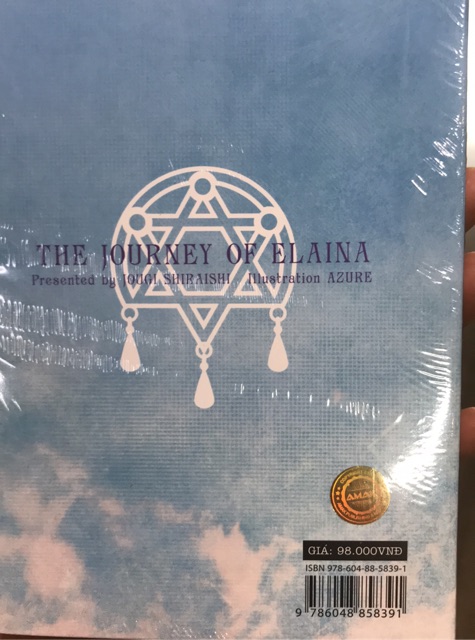 THE JOURNEY OF ELAINA
Presented by JOUGI SHIRAISHI Illustration AZURE
AMAK
GIÁ: 98.000VNĐ
ISBN 978-604-88-5839-1
9 786048 858391